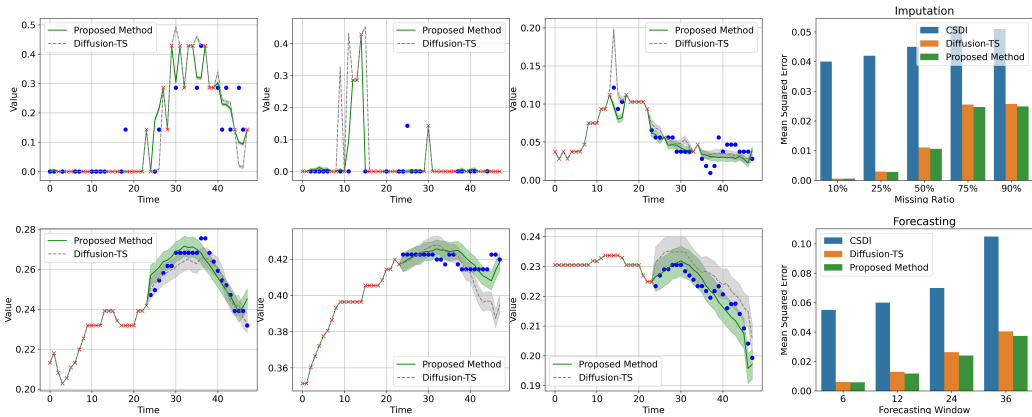 Proposed Method
Diffusion-TS
Value
0.5
0.4
0.3
0.2
0.1
0.0
0 10 20 30 40
Time
Proposed Method
Diffusion-TS
Value
0.4
0.3
0.2
0.1
0.0
0 10 20 30 40
Time
Proposed Method
Diffusion-TS
Value
0.20
0.15
0.10
0.05
0.00
0 10 20 30 40
Time
Imputation
CSDI
Diffusion-TS
Proposed Method
Mean Squared Error
0.05
0.04
0.03
0.02
0.01
0.00
10% 25% 50% 75% 90%
Missing Ratio
Proposed Method
Diffusion-TS
Value
0.28
0.26
0.24
0.22
0.20
0 10 20 30 40
Time
Proposed Method
Diffusion-TS
Value
0.42
0.40
0.38
0.36
0 10 20 30 40
Time
Proposed Method
Diffusion-TS
Value
0.24
0.23
0.22
0.21
0.20
0.19
0 10 20 30 40
Time
Forecasting
CSDI
Diffusion-TS
Proposed Method
Mean Squared Error
0.10
0.08
0.06
0.04
0.02
0.00
6 12 24 36
Forecasting Window